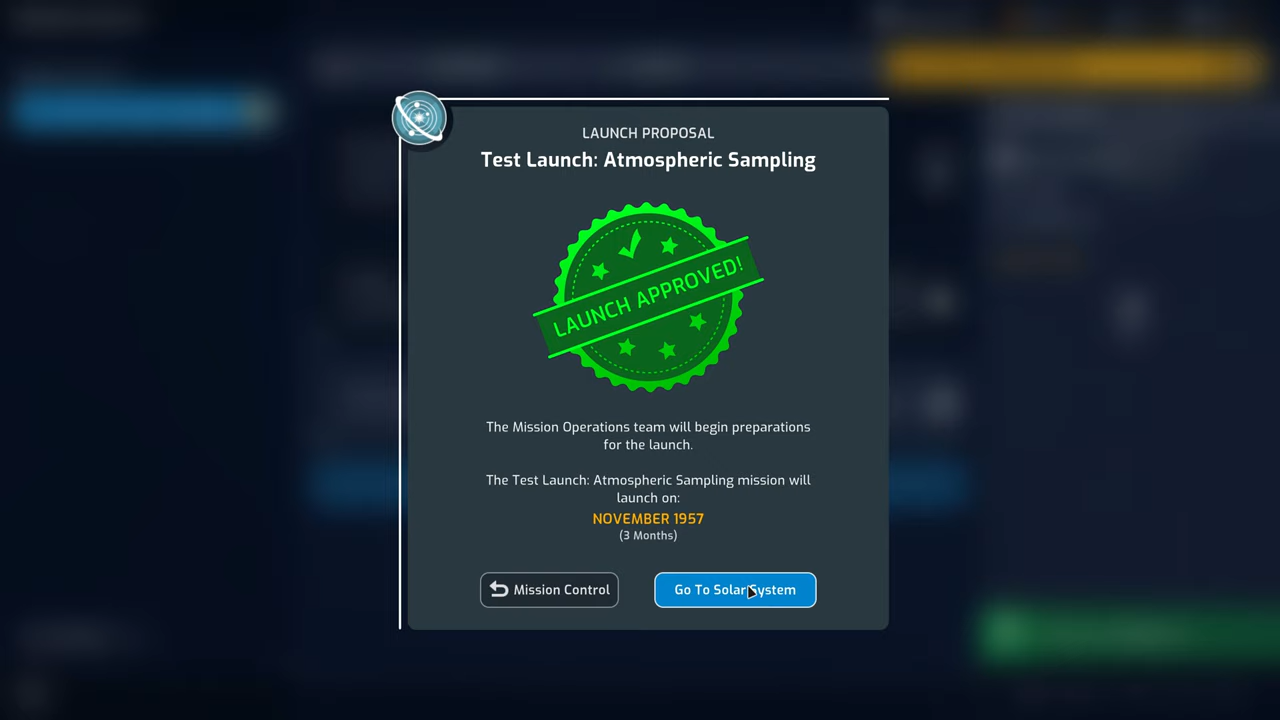 LAUNCH PROPOSAL
Test Launch: Atmospheric Sampling
LAUNCH APPROVED!
The Mission Operations team will begin preparations
for the launch.
The Test Launch: Atmospheric Sampling mission will
launch on:
NOVEMBER 1957
(3 Months)
Mission Control
Go To Solar System